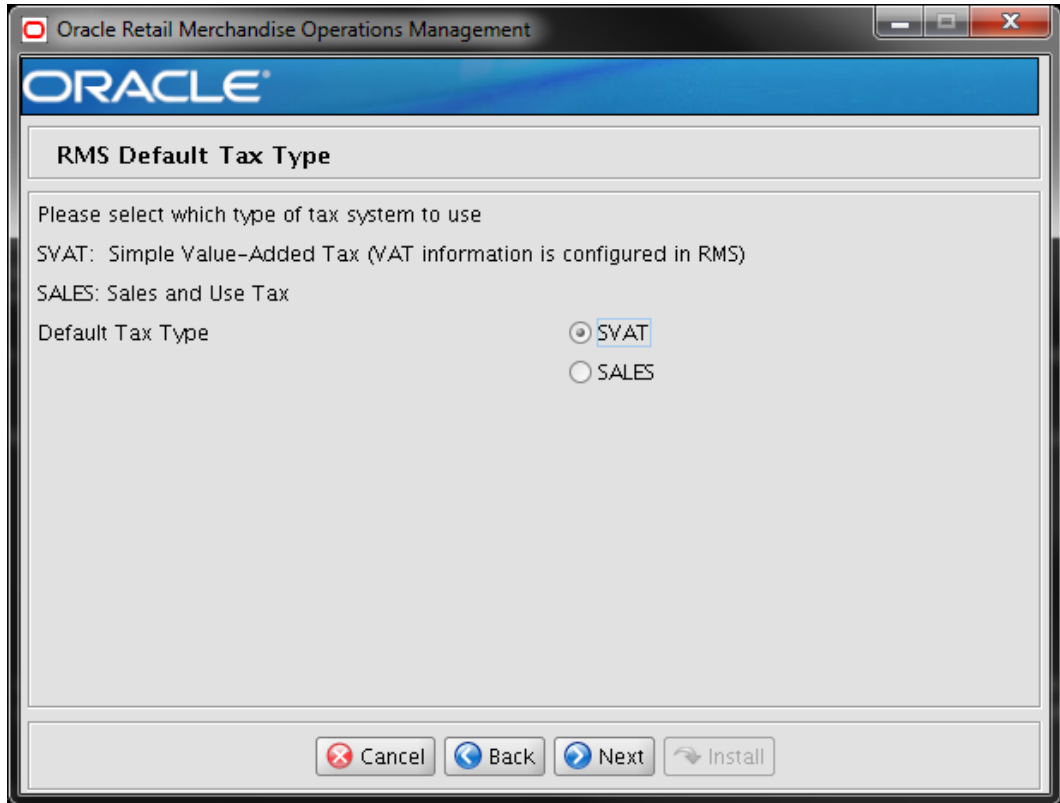 Oracle Retail Merchandise Operations Management
ORACLE®
RMS Default Tax Type
Please select which type of tax system to use
SVAT: Simple Value-Added Tax (VAT information is configured in RMS)
SALES: Sales and Use Tax
Default Tax Type SVAT
SALES
Cancel Back Next Install